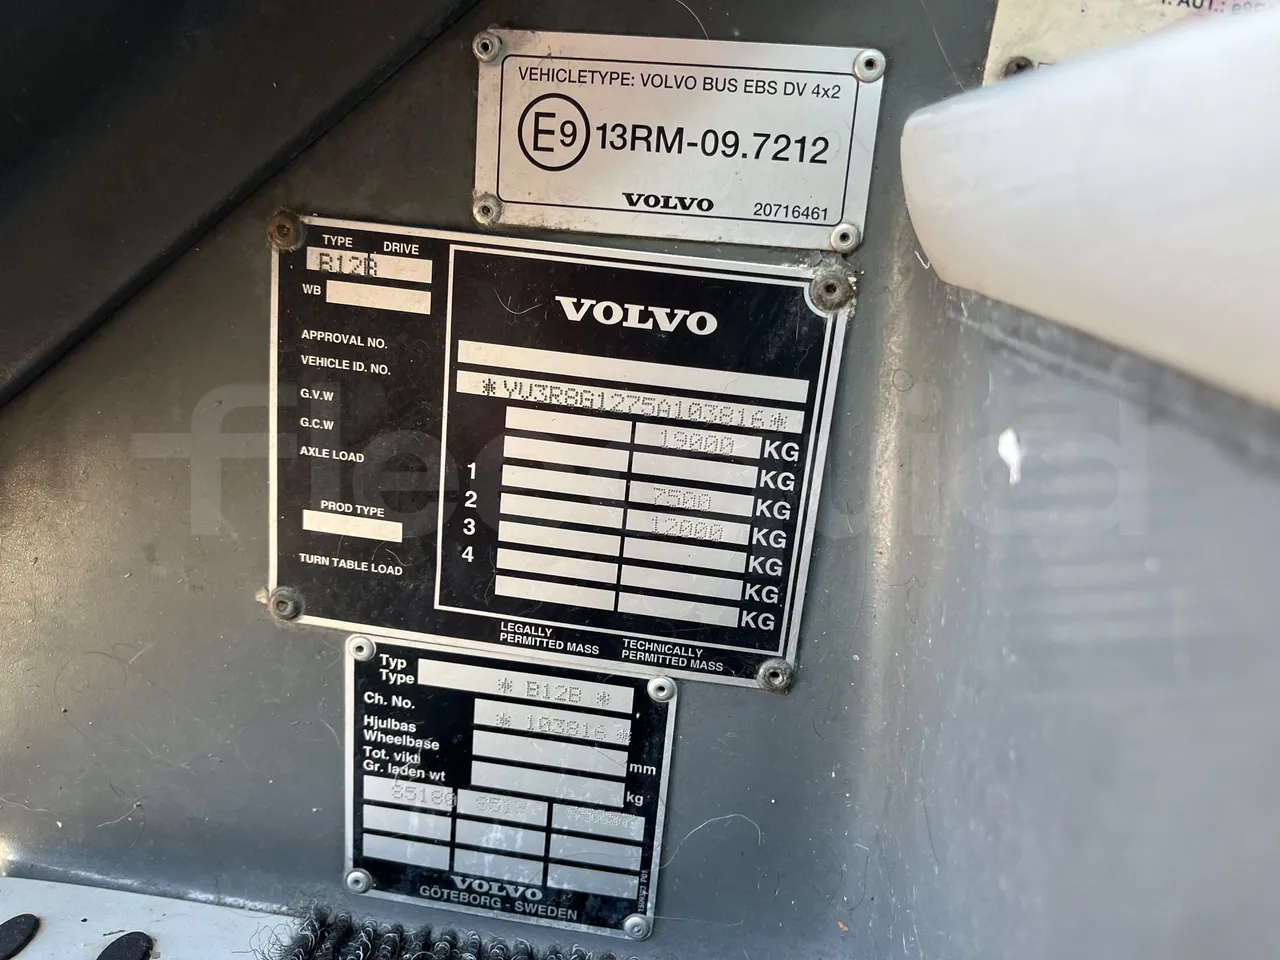 VEHICLETYPE: VOLVO BUS EBS DV 4x2
E9 13RM-09.7212
VOLVO 20716461
TYPE DRIVE
B12B
WB
VOLVO
APPROVAL NO.
VEHICLE ID. NO. *YV3R8G1275A103816*
G.V.W 19000 KG
G.C.W KG
AXLE LOAD 1 7500 KG
2 12000 KG
3 KG
4 KG
PROD TYPE
TURN TABLE LOAD KG
LEGALLY PERMITTED MASS
TECHNICALLY PERMITTED MASS
Typ
Type * B12B *
Ch. No. * 103816 *
Hjulbas
Wheelbase mm
Tot. vikt
Gr. laden wt kg
85180
VOLVO
GÖTEBORG - SWEDEN